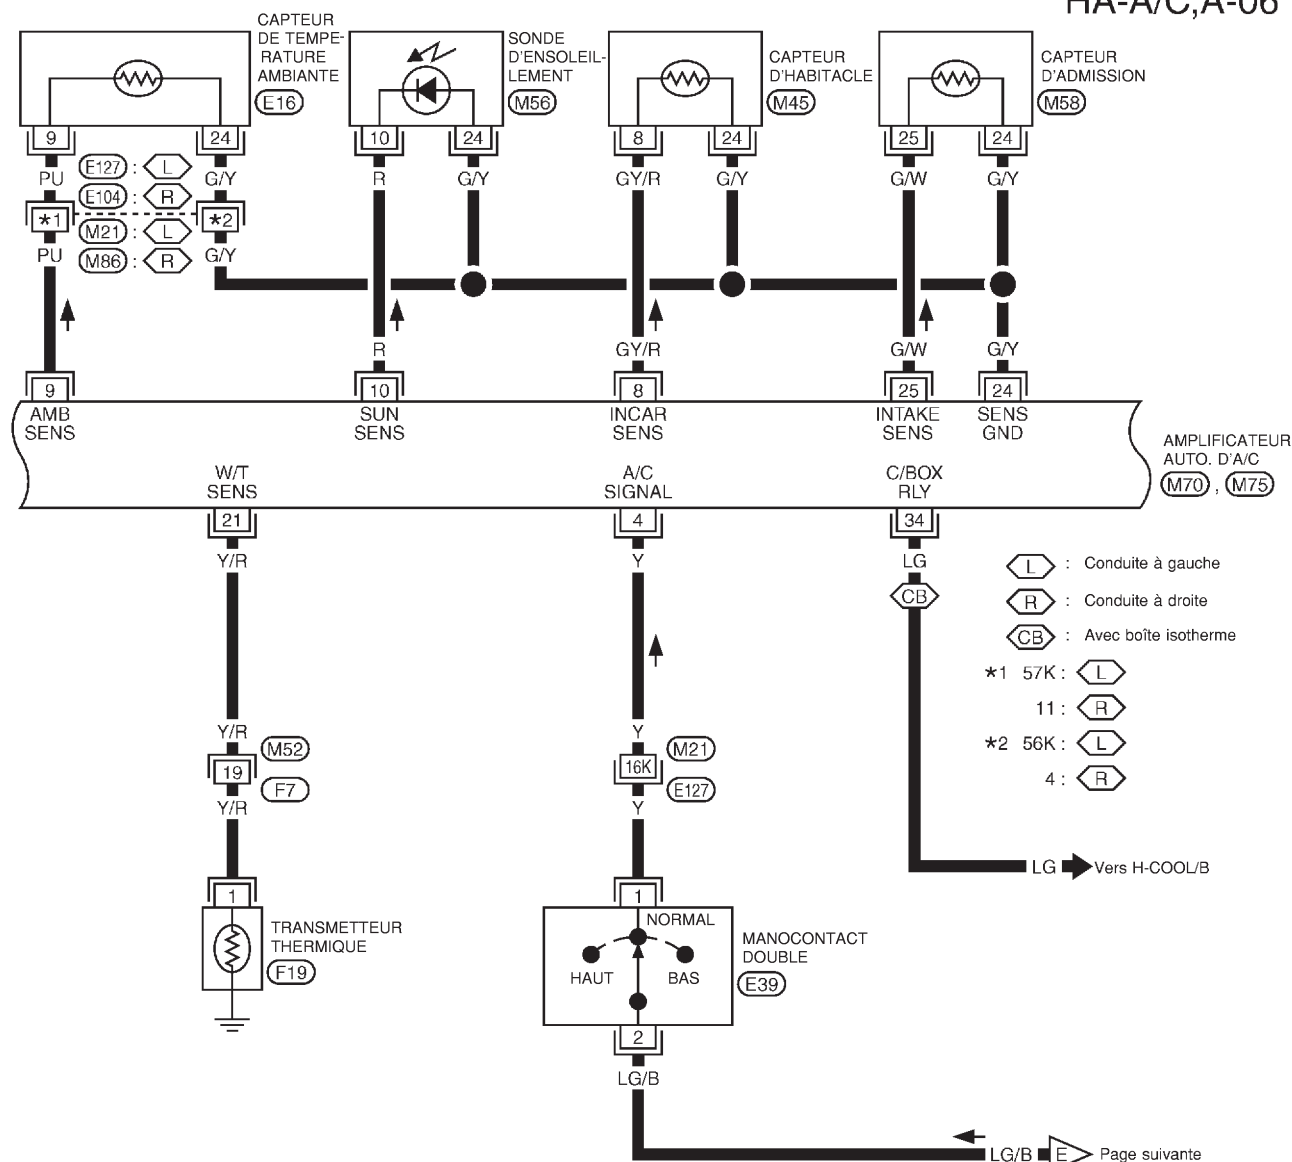 HA-A/C,A-06
CAPTEUR
DE TEMPE-
RATURE
AMBIANTE
E16
SONDE
D'ENSOLEIL-
LEMENT
M56
CAPTEUR
D'HABITACLE
M45
CAPTEUR
D'ADMISSION
M58
9 24 10 24 8 24 25 24
PU G/Y R G/Y GY/R G/Y G/W G/Y
E127 : L
E104 : R
*1 *2
M21 : L
M86 : R
PU G/Y
R GY/R G/W G/Y
9 10 8 25 24
AMB
SENS
SUN
SENS
INCAR
SENS
INTAKE
SENS
SENS
GND
AMPLIFICATEUR
AUTO. D'A/C
M70 , M75
W/T
SENS
A/C
SIGNAL
C/BOX
RLY
21 4 34
Y/R Y LG
CB
L : Conduite à gauche
R : Conduite à droite
CB : Avec boîte isotherme
*1 57K : L
11 : R
*2 56K : L
4 : R
Y/R Y
19 M52
F7
16K M21
E127
Y/R Y
LG Vers H-COOL/B
1 1
TRANSMETTEUR
THERMIQUE
F19
NORMAL
HAUT BAS
MANOCONTACT
DOUBLE
E39
2
LG/B
LG/B E Page suivante